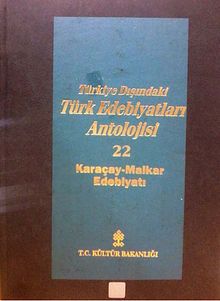 Türkiye Dışındaki
Türk Edebiyatları
Antolojisi
22
Karaçay-Malkar
Edebiyatı
T.C. KÜLTÜR BAKANLIĞI